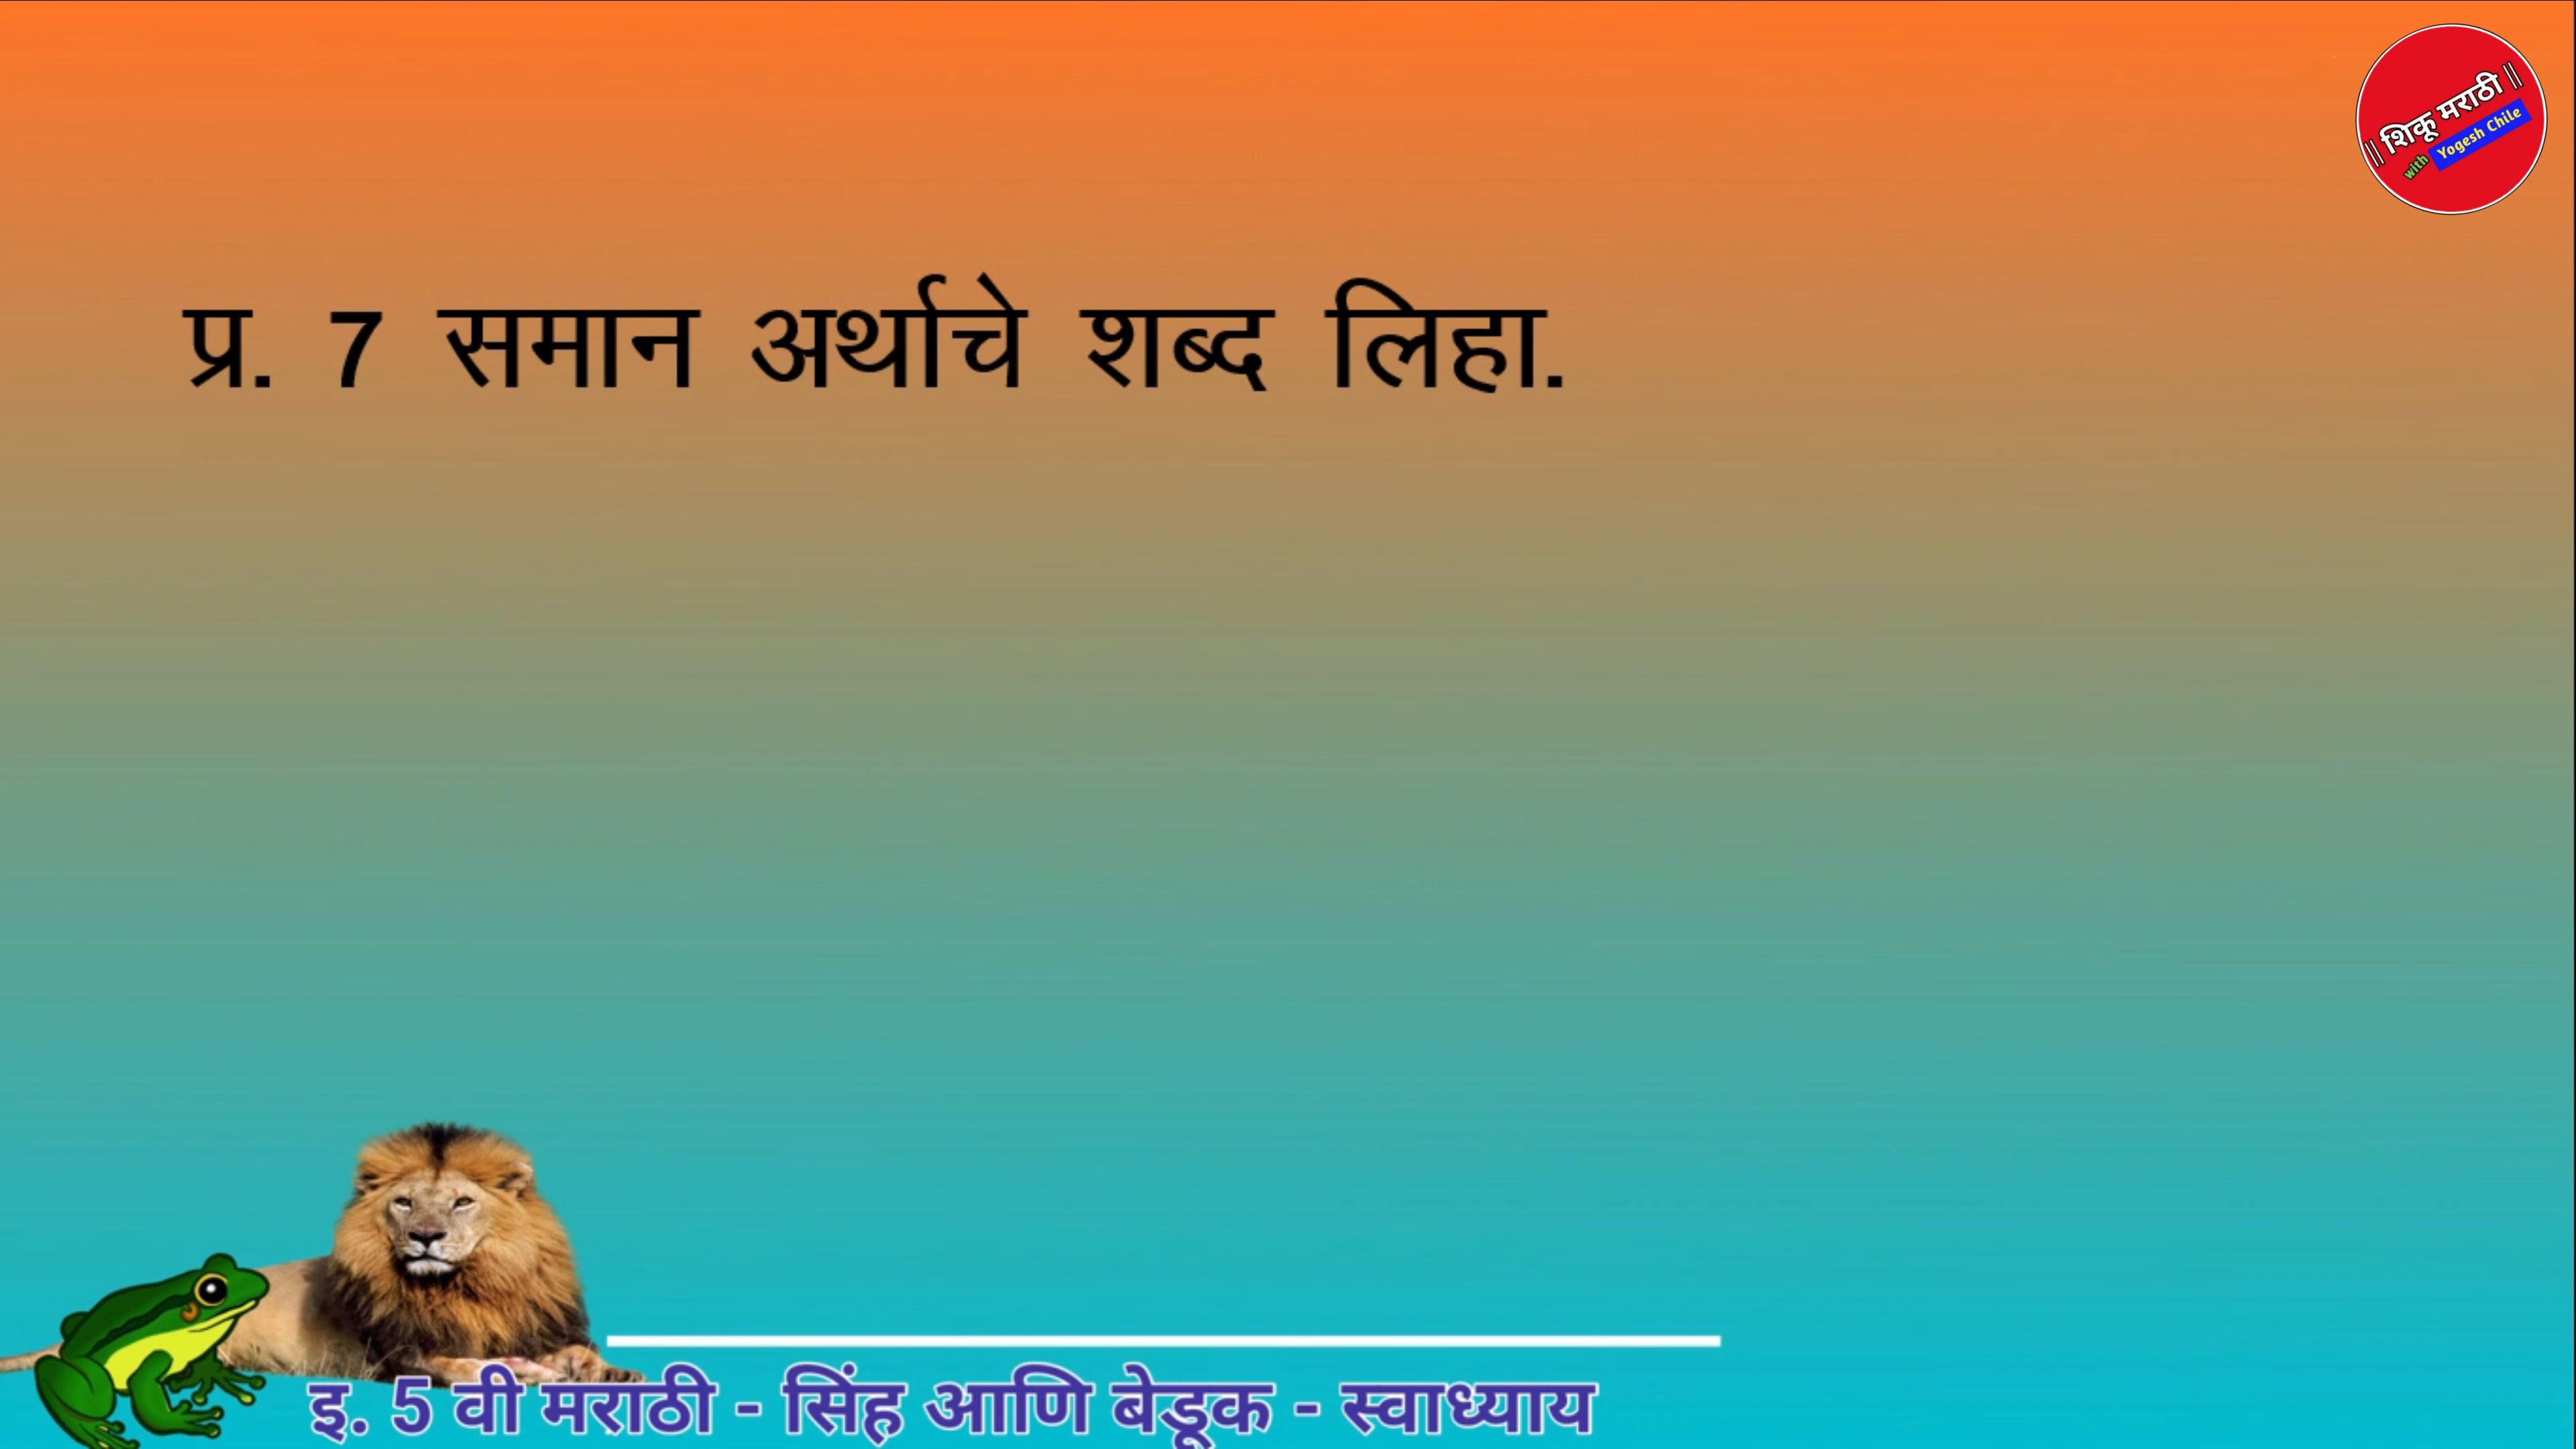 || शिकू मराठी ||
with Yogesh Chile
प्र. 7 समान अर्थाचे शब्द लिहा.
इ. 5 वी मराठी - सिंह आणि बेडूक - स्वाध्याय